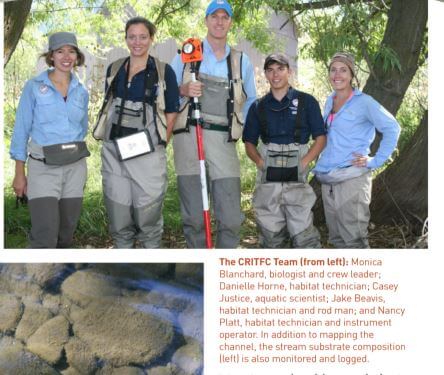 The CRITFC Team (from left): Monica
Blanchard, biologist and crew leader;
Danielle Horne, habitat technician; Casey
Justice, aquatic scientist; Jake Beavis,
habitat technician and rod man; and Nancy
Platt, habitat technician and instrument
operator. In addition to mapping the
channel, the stream substrate composition
(left) is also monitored and logged.